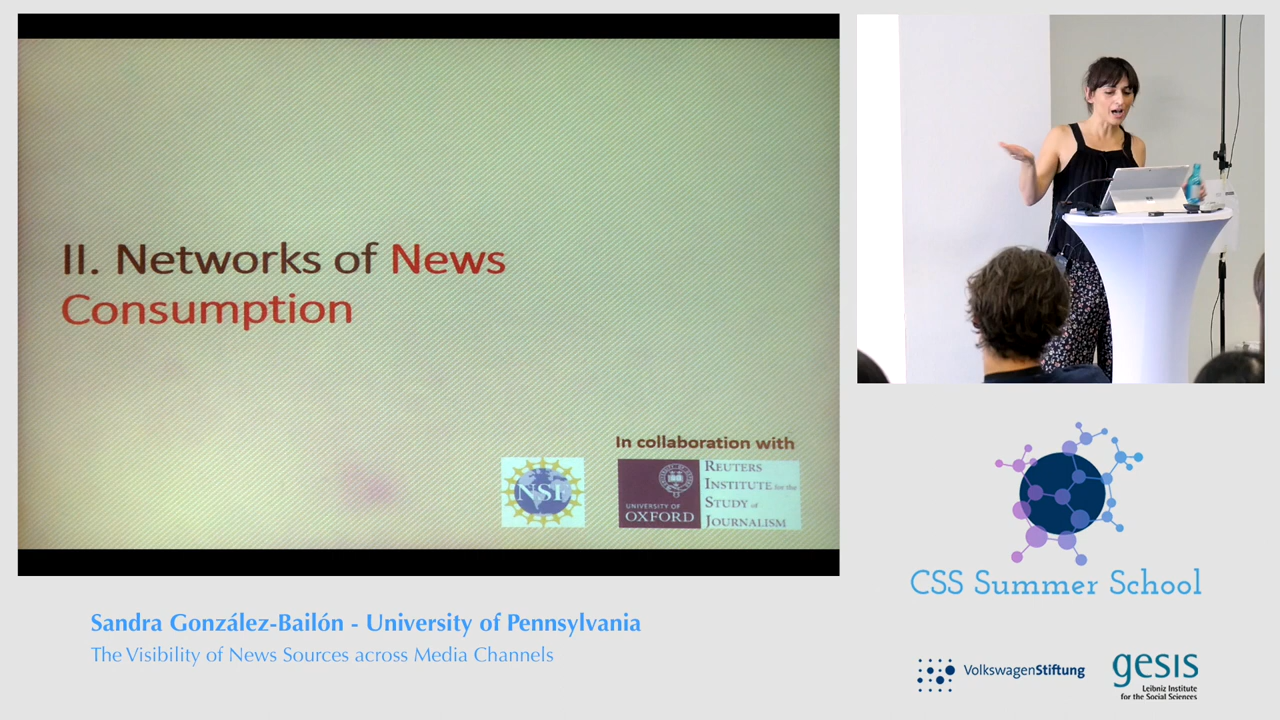 II. Networks of News
Consumption
In collaboration with
NSF
UNIVERSITY OF
OXFORD
REUTERS
INSTITUTE for the
STUDY of
JOURNALISM
CSS Summer School
Sandra González-Bailón - University of Pennsylvania
The Visibility of News Sources across Media Channels
VolkswagenStiftung
gesis
Leibniz Institute
for the Social Sciences